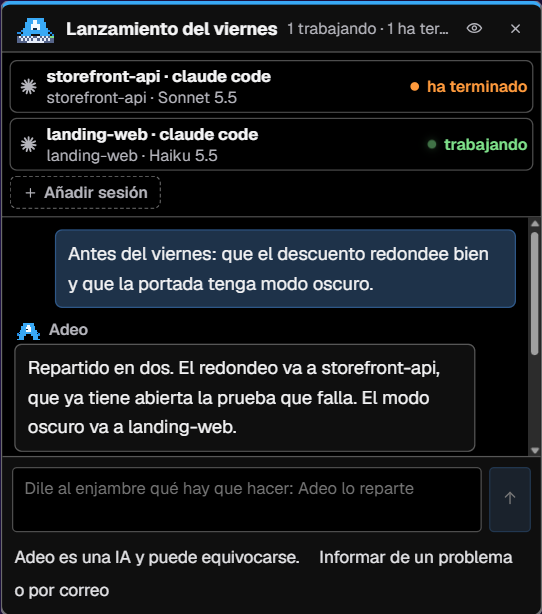 Lanzamiento del viernes 1 trabajando · 1 ha ter...
storefront-api · claude code
storefront-api · Sonnet 5.5
ha terminado
landing-web · claude code
landing-web · Haiku 5.5
trabajando
+ Añadir sesión
Antes del viernes: que el descuento redondee bien
y que la portada tenga modo oscuro.
Adeo
Repartido en dos. El redondeo va a storefront-api,
que ya tiene abierta la prueba que falla. El modo
oscuro va a landing-web.
Dile al enjambre qué hay que hacer: Adeo lo reparte
Adeo es una IA y puede equivocarse. Informar de un problema
o por correo